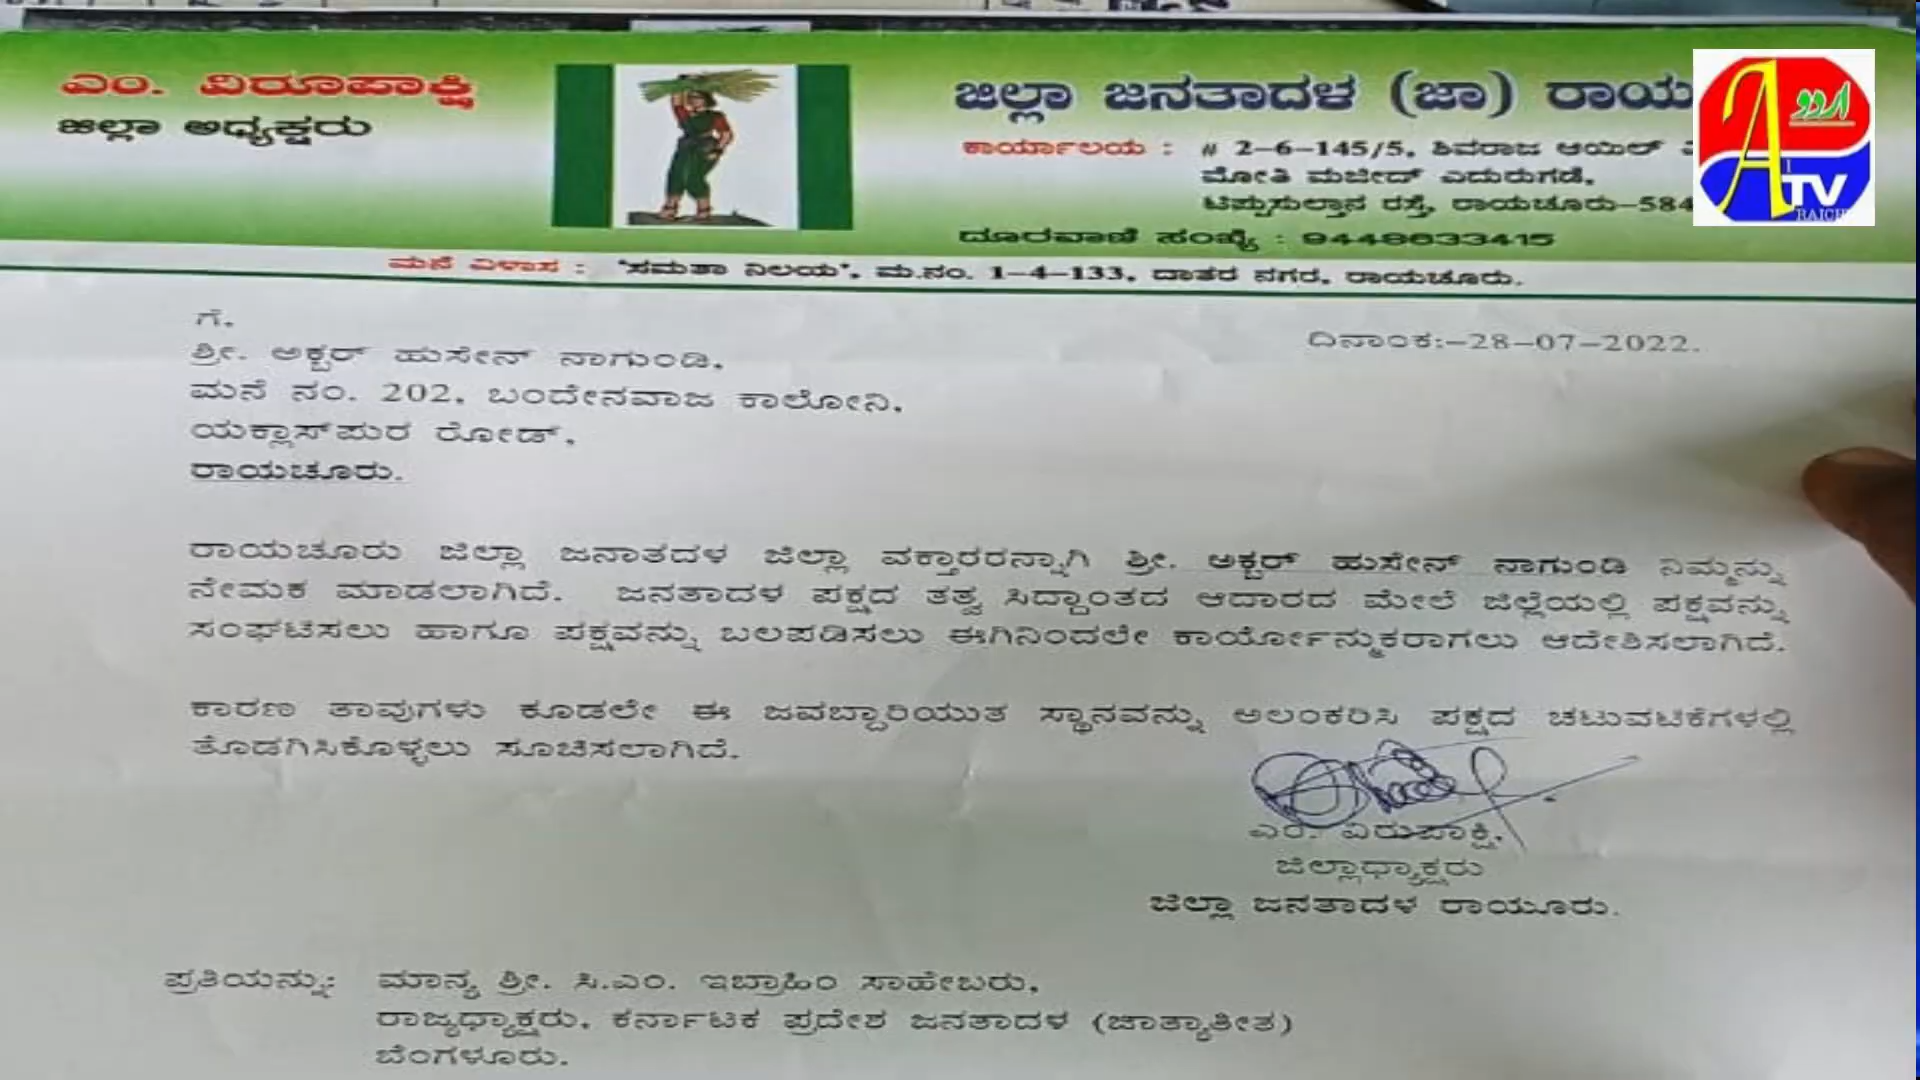 ಎಂ. ವಿರೂಪಾಕ್ಷಿ
ಜಿಲ್ಲಾ ಅಧ್ಯಕ್ಷರು
ಜಿಲ್ಲಾ ಜನತಾದಳ (ಜಾ) ರಾಯ
ಕಾರ್ಯಾಲಯ : # 2-6-145/5, ಶಿವರಾಜ ಆಯಿಲ್
ಮೋತಿ ಮಜೀದ್ ಎದುರುಗಡೆ,
ಟಿಪ್ಪುಸುಲ್ತಾನ ರಸ್ತೆ, ರಾಯಚೂರು-584
ದೂರವಾಣಿ ಸಂಖ್ಯೆ : 9448633415
ಮನೆ ವಿಳಾಸ : "ಸಮತಾ ನಿಲಯ", ಮ.ನಂ. 1-4-133, ದಾತರ ನಗರ, ರಾಯಚೂರು.
اردو
A
TV
RAICH
ಗೆ,
ದಿನಾಂಕ:-28-07-2022.
ಶ್ರೀ. ಅಕ್ಬರ್ ಹುಸೇನ್ ನಾಗುಂಡಿ,
ಮನೆ ನಂ. 202, ಬಂದೇನವಾಜ ಕಾಲೋನಿ,
ಯಕ್ಲಾಸ್‌ಪುರ ರೋಡ್,
ರಾಯಚೂರು.
ರಾಯಚೂರು ಜಿಲ್ಲಾ ಜನಾತದಳ ಜಿಲ್ಲಾ ವಕ್ತಾರರನ್ನಾಗಿ ಶ್ರೀ. ಅಕ್ಬರ್ ಹುಸೇನ್ ನಾಗುಂಡಿ ನಿಮ್ಮನ್ನು
ನೇಮಕ ಮಾಡಲಾಗಿದೆ. ಜನತಾದಳ ಪಕ್ಷದ ತತ್ವ ಸಿದ್ಧಾಂತದ ಆದಾರದ ಮೇಲೆ ಜಿಲ್ಲೆಯಲ್ಲಿ ಪಕ್ಷವನ್ನು
ಸಂಘಟಿಸಲು ಹಾಗೂ ಪಕ್ಷವನ್ನು ಬಲಪಡಿಸಲು ಈಗಿನಿಂದಲೇ ಕಾರ್ಯೋನ್ಮುಕರಾಗಲು ಆದೇಶಿಸಲಾಗಿದೆ.
ಕಾರಣ ತಾವುಗಳು ಕೂಡಲೇ ಈ ಜವಬ್ದಾರಿಯುತ ಸ್ಥಾನವನ್ನು ಅಲಂಕರಿಸಿ ಪಕ್ಷದ ಚಟುವಟಿಕೆಗಳಲ್ಲಿ
ತೊಡಗಿಸಿಕೊಳ್ಳಲು ಸೂಚಿಸಲಾಗಿದೆ.
ಎಂ. ವಿರುಪಾಕ್ಷಿ,
ಜಿಲ್ಲಾಧ್ಯಾಕ್ಷರು
ಜಿಲ್ಲಾ ಜನತಾದಳ ರಾಯೂರು.
ಪ್ರತಿಯನ್ನು: ಮಾನ್ಯ ಶ್ರೀ. ಸಿ.ಎಂ. ಇಬ್ರಾಹಿಂ ಸಾಹೇಬರು,
ರಾಜ್ಯಧ್ಯಾಕ್ಷರು, ಕರ್ನಾಟಕ ಪ್ರದೇಶ ಜನತಾದಳ (ಜಾತ್ಯಾತೀತ)
ಬೆಂಗಳೂರು.